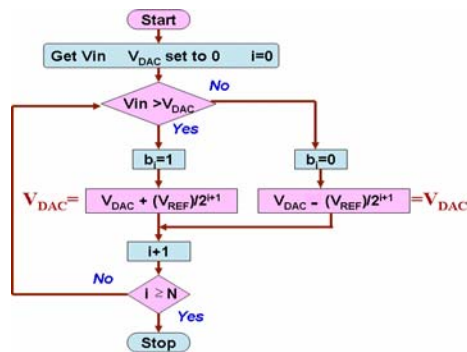 Start
Get Vin V_DAC set to 0 i=0
Vin >V_DAC
No
Yes
b_i=1
b_i=0
V_DAC= V_DAC + (V_REF)/2^{i+1}
V_DAC - (V_REF)/2^{i+1} =V_DAC
i+1
No
i ≥ N
Yes
Stop